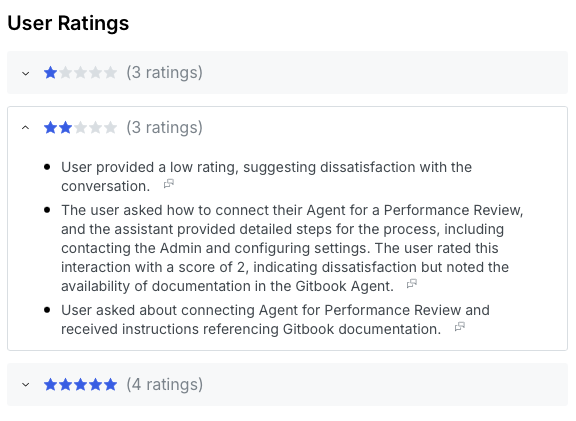 User Ratings
(3 ratings)
(3 ratings)
User provided a low rating, suggesting dissatisfaction with the
conversation.
The user asked how to connect their Agent for a Performance Review,
and the assistant provided detailed steps for the process, including
contacting the Admin and configuring settings. The user rated this
interaction with a score of 2, indicating dissatisfaction but noted the
availability of documentation in the Gitbook Agent.
User asked about connecting Agent for Performance Review and
received instructions referencing Gitbook documentation.
(4 ratings)